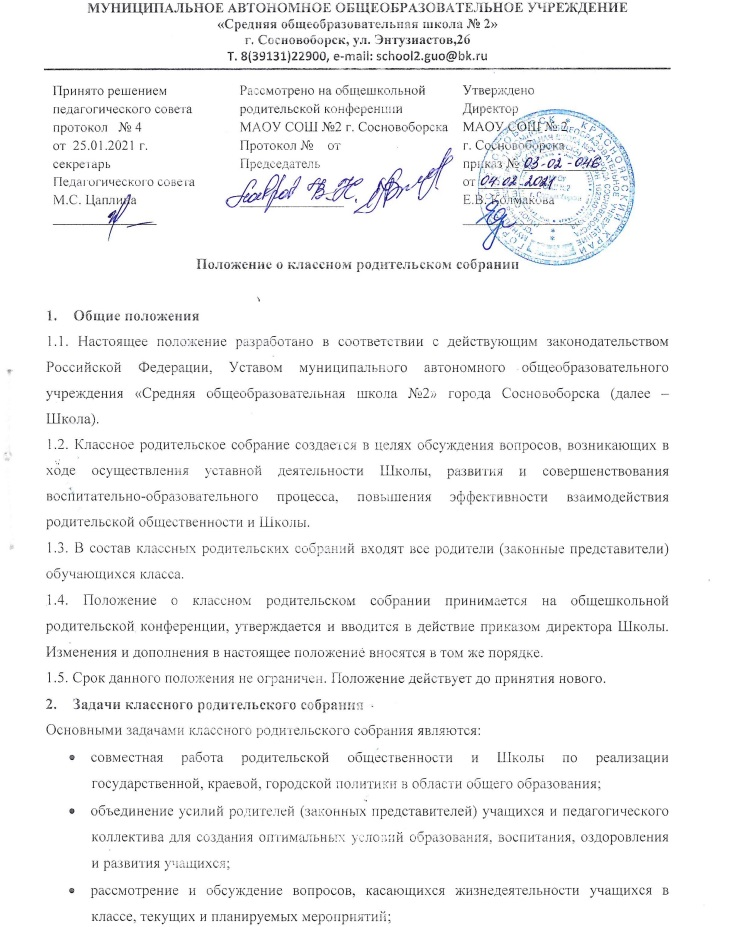 МУНИЦИПАЛЬНОЕ АВТОНОМНОЕ ОБЩЕОБРАЗОВАТЕЛЬНОЕ УЧРЕЖДЕНИЕ
«Средняя общеобразовательная школа № 2»
г. Сосновоборск, ул. Энтузиастов,26
Т. 8(39131)22900, e-mail: school2.guo@bk.ru
Принято решением
педагогического совета
протокол № 4
от 25.01.2021 г.
секретарь
Педагогического совета
М.С. Цаплина
Рассмотрено на общешкольной
родительской конференции
МАОУ СОШ №2 г. Сосновоборска
Протокол № от
Председатель
Утверждено
Директор
МАОУ СОШ № 2
г. Сосновоборска
приказ № 03-02-046
от 04.02.2021
Е.В. Колмакова
Положение о классном родительском собрании
1. Общие положения
1.1. Настоящее положение разработано в соответствии с действующим законодательством
Российской Федерации, Уставом муниципального автономного общеобразовательного
учреждения «Средняя общеобразовательная школа №2» города Сосновоборска (далее –
Школа).
1.2. Классное родительское собрание создается в целях обсуждения вопросов, возникающих в
ходе осуществления уставной деятельности Школы, развития и совершенствования
воспитательно-образовательного процесса, повышения эффективности взаимодействия
родительской общественности и Школы.
1.3. В состав классных родительских собраний входят все родители (законные представители)
обучающихся класса.
1.4. Положение о классном родительском собрании принимается на общешкольной
родительской конференции, утверждается и вводится в действие приказом директора Школы.
Изменения и дополнения в настоящее положение вносятся в том же порядке.
1.5. Срок данного положения не ограничен. Положение действует до принятия нового.
2. Задачи классного родительского собрания
Основными задачами классного родительского собрания являются:
• совместная работа родительской общественности и Школы по реализации
государственной, краевой, городской политики в области общего образования;
• объединение усилий родителей (законных представителей) учащихся и педагогического
коллектива для создания оптимальных условий образования, воспитания, оздоровления
и развития учащихся;
• рассмотрение и обсуждение вопросов, касающих жизнедеятельности учащихся в
классе, текущих и планируемых мероприятий;